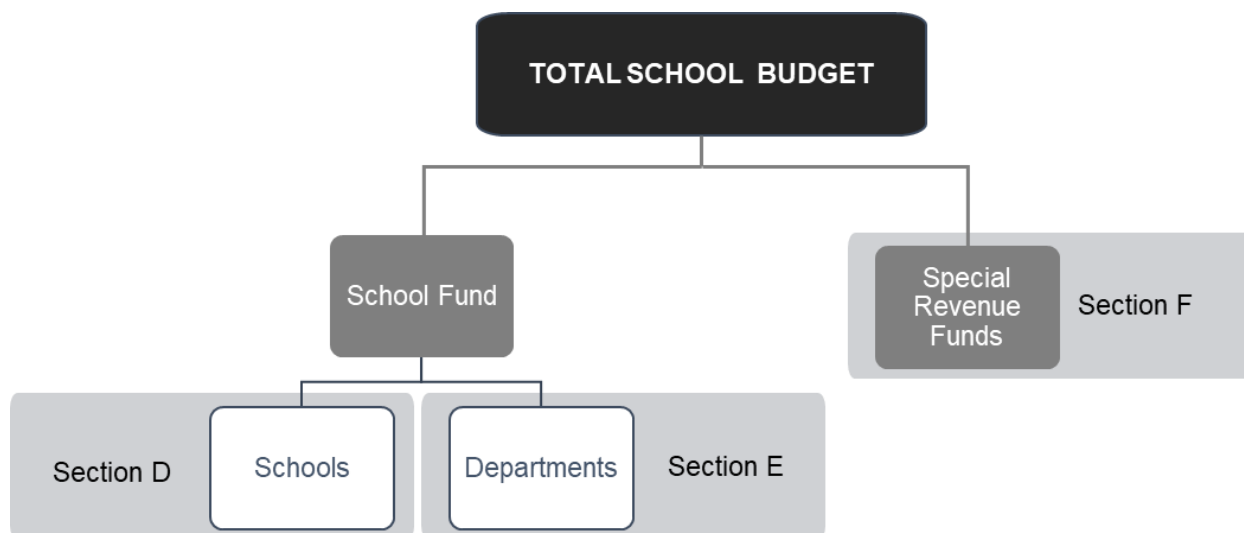 TOTAL SCHOOL BUDGET
School Fund
Special
Revenue
Funds
Section F
Section D
Schools
Departments
Section E